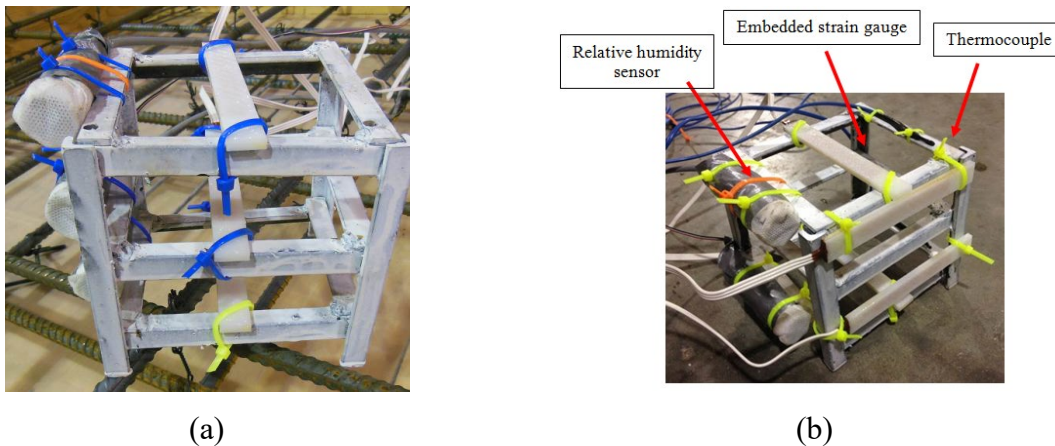 Embedded strain gauge
Thermocouple
Relative humidity
sensor
(a)
(b)